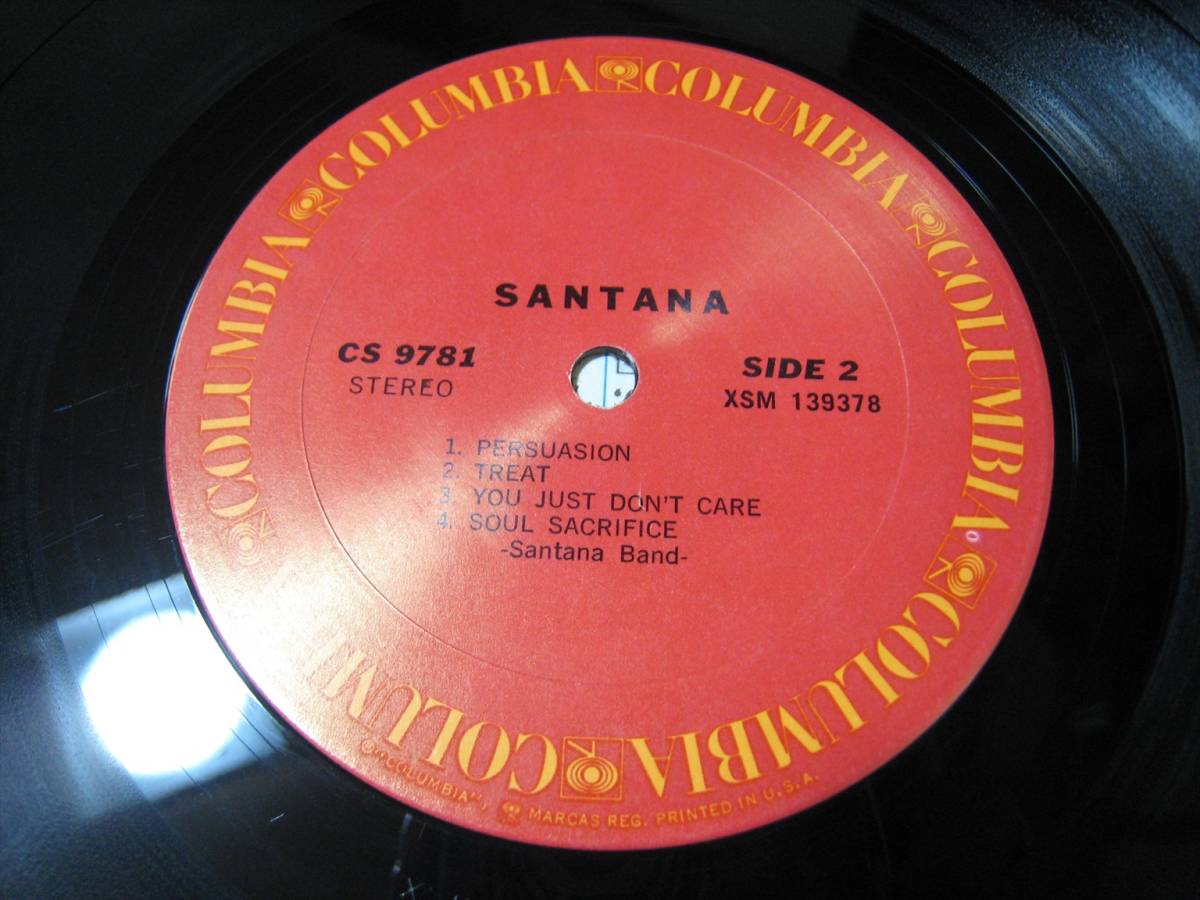 COLUMBIA COLUMBIA COLUMBIA COLUMBIA COLUMBIA COLUMBIA
SANTANA
CS 9781
STEREO
SIDE 2
XSM 139378
1. PERSUASION
2. TREAT
3. YOU JUST DON'T CARE
4. SOUL SACRIFICE
-Santana Band-
®"COLUMBIA", MARCAS REG. PRINTED IN U.S.A.